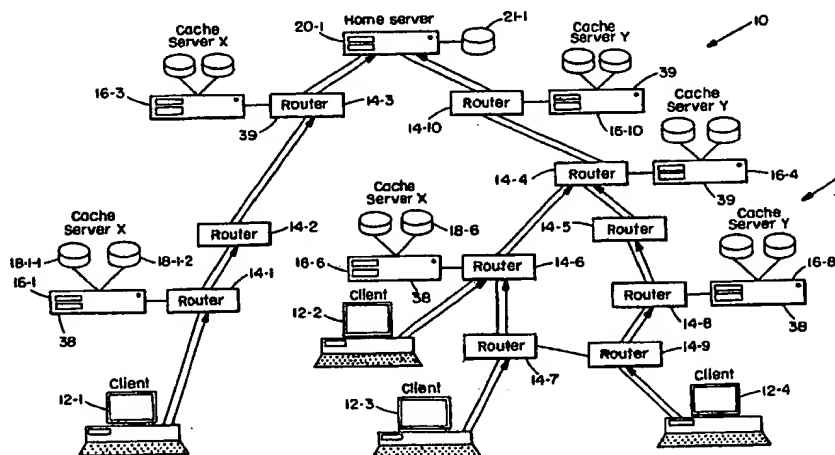 Home server
20-1
21-1
10
Cache Server X
16-3
Router
39
14-3
Cache Server Y
39
Router
14-10
16-10
Cache Server Y
Router
14-4
16-4
39
Router
14-2
Cache Server X
18-6
Router
14-5
Cache Server Y
16-8
Cache Server X
18-1-1
18-1-2
16-1
Router
14-1
38
16-6
Router
14-6
38
Client
12-2
Router
14-8
38
Router
14-7
Router
14-9
Client
12-1
Client
12-3
Client
12-4